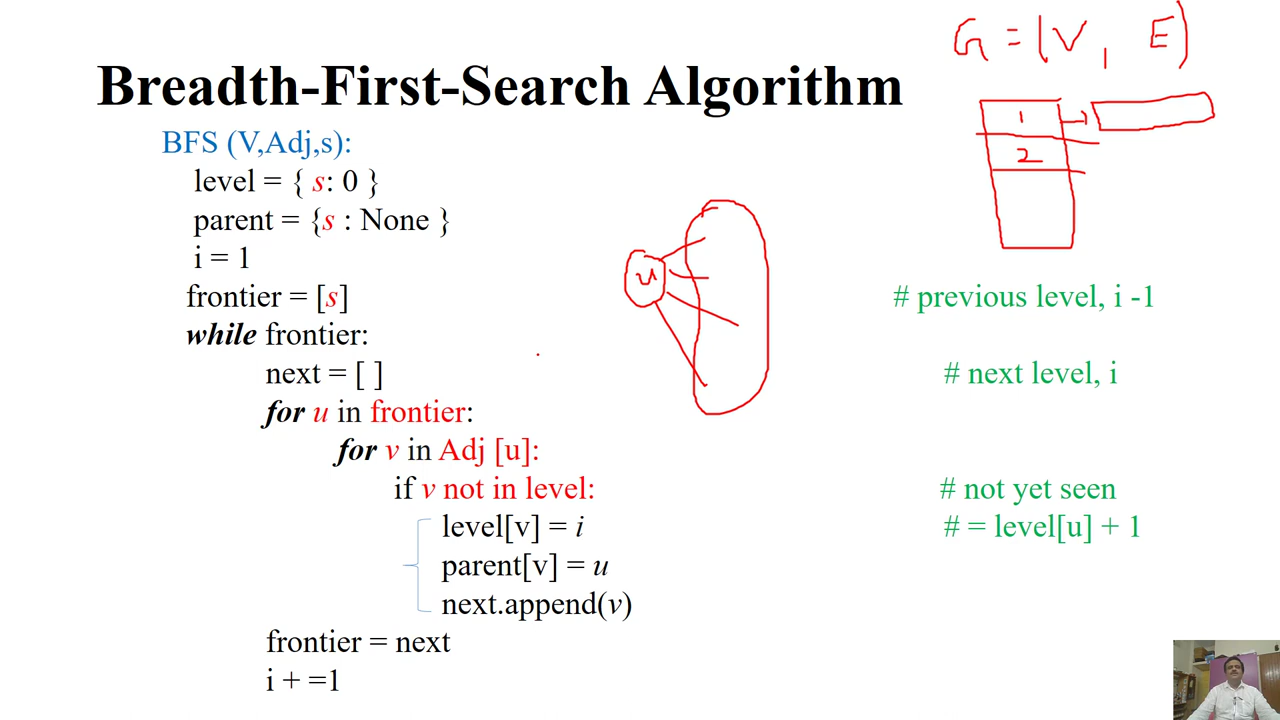 G = (V, E)
Breadth-First-Search Algorithm
1
2
BFS (V,Adj,s):
level = { s: 0 }
parent = {s : None }
i = 1
u
frontier = [s] # previous level, i -1
while frontier:
next = [ ] # next level, i
for u in frontier:
for v in Adj [u]:
if v not in level: # not yet seen
level[v] = i # = level[u] + 1
parent[v] = u
next.append(v)
frontier = next
i + =1